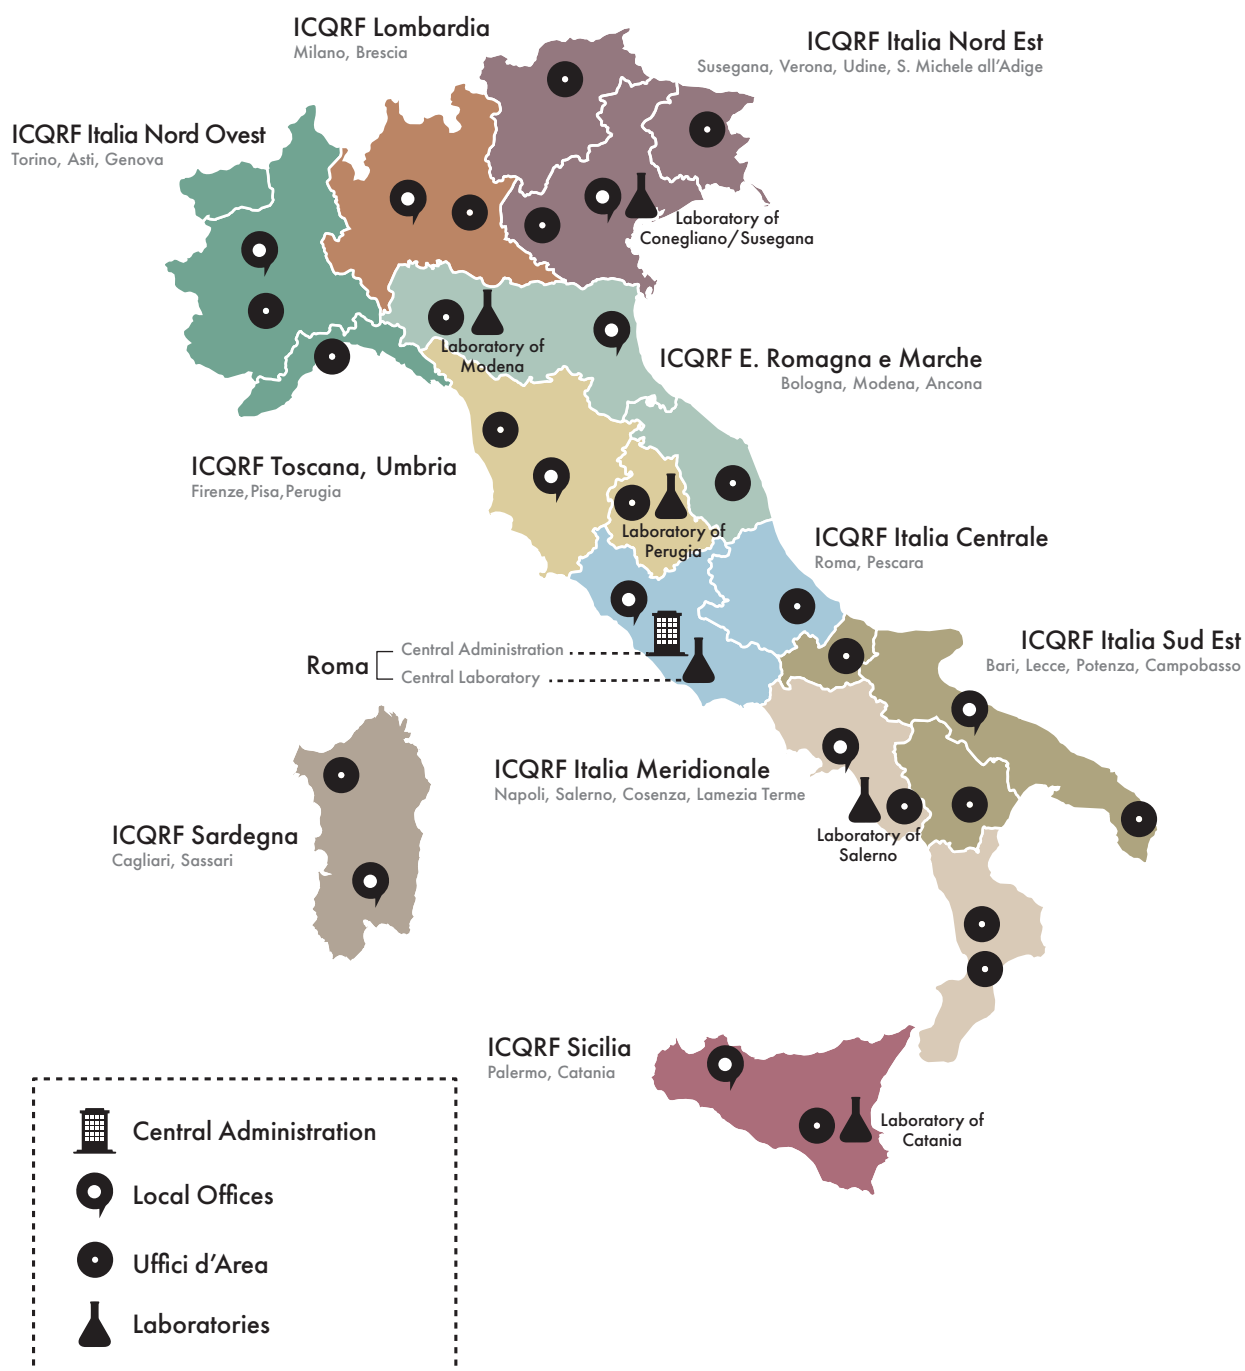 ICQRF Lombardia
Milano, Brescia
ICQRF Italia Nord Est
Susegana, Verona, Udine, S. Michele all'Adige
ICQRF Italia Nord Ovest
Torino, Asti, Genova
Laboratory of
Conegliano/Susegana
Laboratory of
Modena
ICQRF E. Romagna e Marche
Bologna, Modena, Ancona
ICQRF Toscana, Umbria
Firenze,Pisa,Perugia
Laboratory of
Perugia
ICQRF Italia Centrale
Roma, Pescara
Roma
Central Administration
Central Laboratory
ICQRF Italia Sud Est
Bari, Lecce, Potenza, Campobasso
ICQRF Italia Meridionale
Napoli, Salerno, Cosenza, Lamezia Terme
Laboratory of
Salerno
ICQRF Sardegna
Cagliari, Sassari
ICQRF Sicilia
Palermo, Catania
Laboratory of
Catania
Central Administration
Local Offices
Uffici d'Area
Laboratories